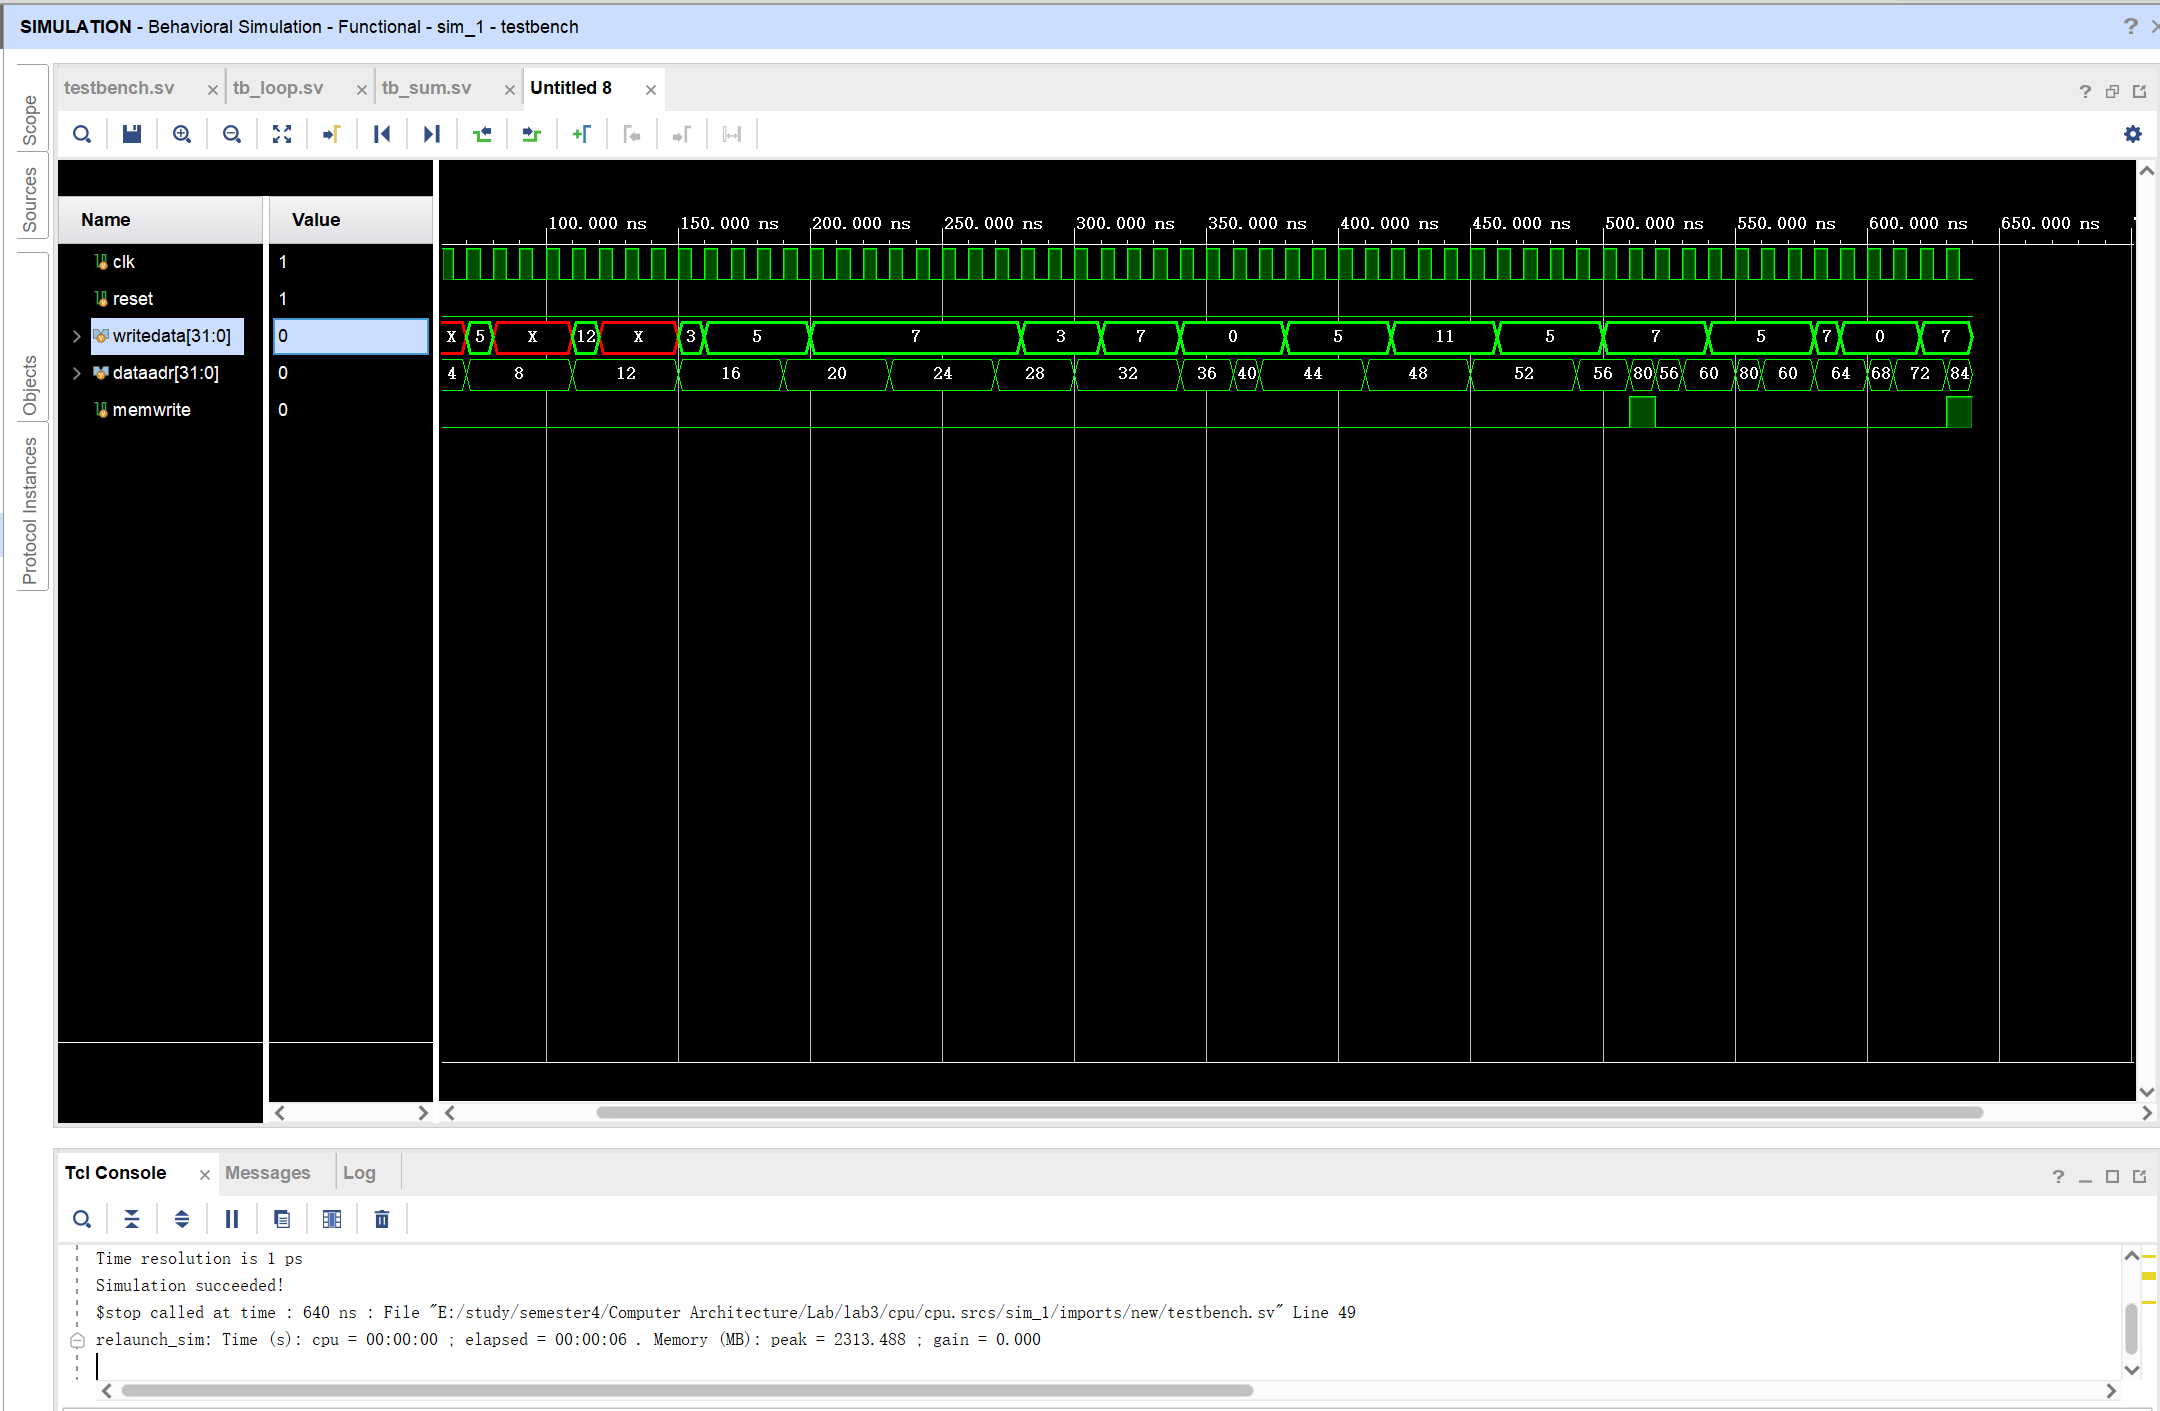 SIMULATION - Behavioral Simulation - Functional - sim_1 - testbench
Scope
Sources
Objects
Protocol Instances
testbench.sv tb_loop.sv tb_sum.sv Untitled 8
Name Value
100.000 ns 150.000 ns 200.000 ns 250.000 ns 300.000 ns 350.000 ns 400.000 ns 450.000 ns 500.000 ns 550.000 ns 600.000 ns 650.000 ns
clk 1
reset 1
writedata[31:0] 0 X 5 X 12 X 3 5 7 3 7 0 5 11 5 7 5 7 0 7
dataadr[31:0] 0 4 8 12 16 20 24 28 32 36 40 44 48 52 56 80 56 60 80 60 64 68 72 84
memwrite 0
Tcl Console Messages Log
Time resolution is 1 ps
Simulation succeeded!
$stop called at time : 640 ns : File "E:/study/semester4/Computer Architecture/Lab/lab3/cpu/cpu.srcs/sim_1/imports/new/testbench.sv" Line 49
relaunch_sim: Time (s): cpu = 00:00:00 ; elapsed = 00:00:06 . Memory (MB): peak = 2313.488 ; gain = 0.000